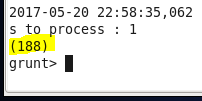 2017-05-20 22:58:35,062
s to process : 1
(188)
grunt>